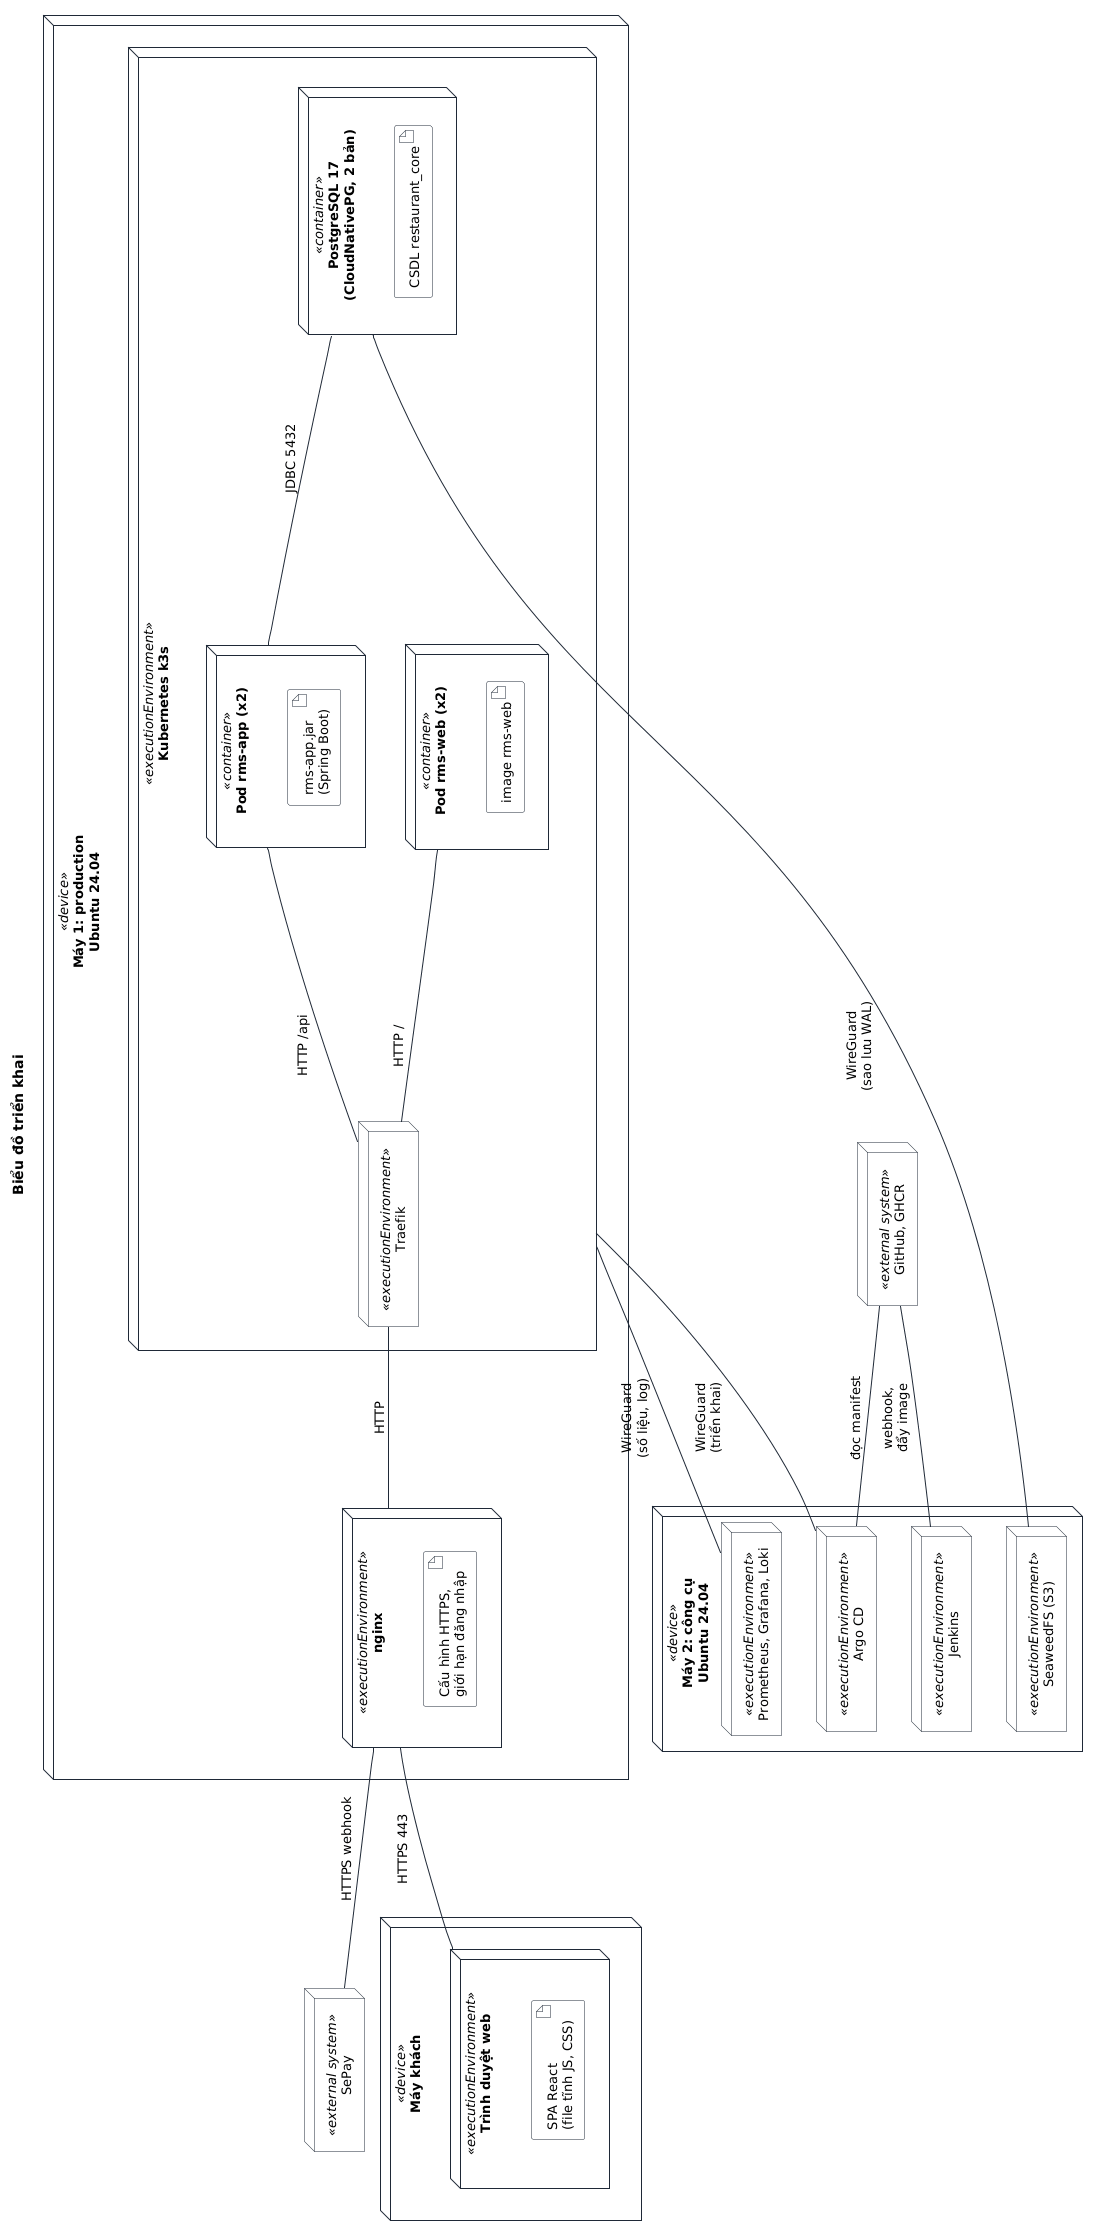 Biểu đồ triển khai
«device»
Máy 1: production
Ubuntu 24.04
«executionEnvironment»
Kubernetes k3s
«container»
PostgreSQL 17
(CloudNativePG, 2 bản)
CSDL restaurant_core
JDBC 5432
«container»
Pod rms-app (x2)
rms-app.jar
(Spring Boot)
«container»
Pod rms-web (x2)
image rms-web
HTTP /api
HTTP /
«executionEnvironment»
Traefik
HTTP
«executionEnvironment»
nginx
Cấu hình HTTPS,
giới hạn đăng nhập
HTTPS webhook
HTTPS 443
«external system»
SePay
«device»
Máy khách
«executionEnvironment»
Trình duyệt web
SPA React
(file tĩnh JS, CSS)
WireGuard
(số liệu, log)
WireGuard
(triển khai)
WireGuard
(sao lưu WAL)
«external system»
GitHub, GHCR
đọc manifest
webhook,
đẩy image
«device»
Máy 2: công cụ
Ubuntu 24.04
«executionEnvironment»
Prometheus, Grafana, Loki
«executionEnvironment»
Argo CD
«executionEnvironment»
Jenkins
«executionEnvironment»
SeaweedFS (S3)